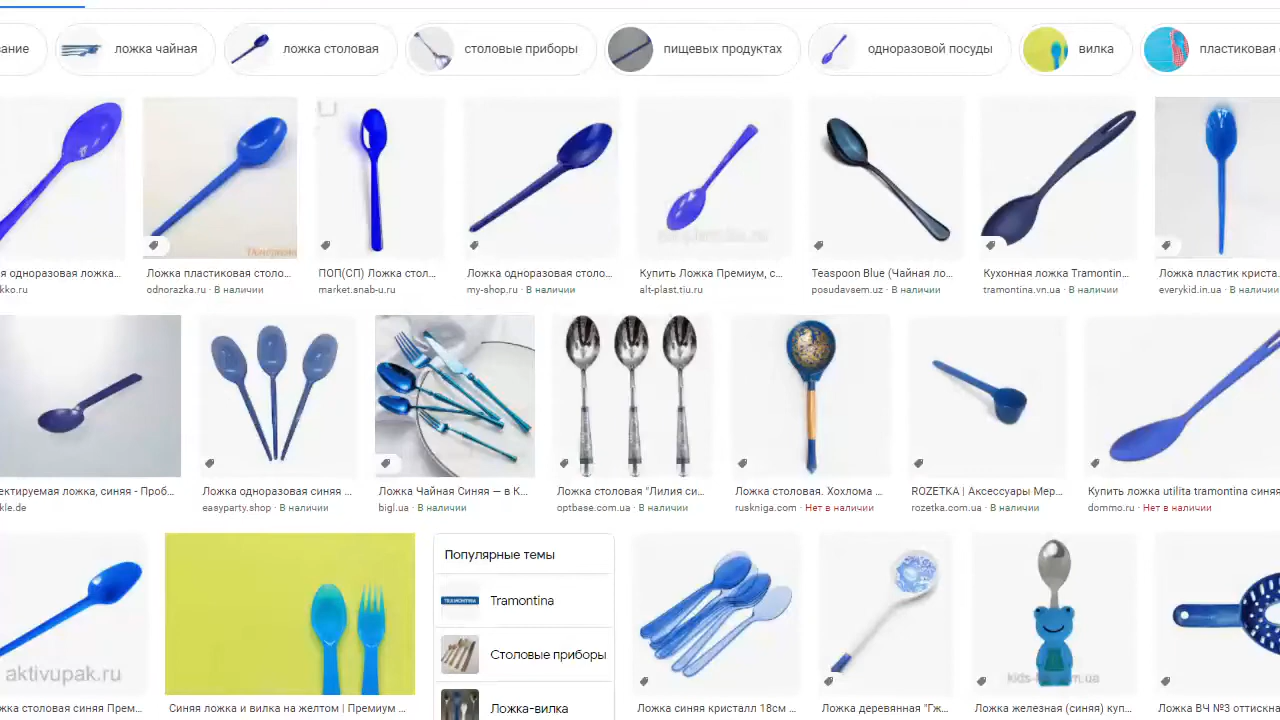 ание
ложка чайная
ложка столовая
столовые приборы
пищевых продуктах
одноразовой посуды
вилка
пластиковая
я одноразовая ложка...
kko.ru
Ложка пластиковая столо...
odnorazka.ru · В наличии
ПОП(СП) Ложка стол...
market.snab-u.ru
Ложка одноразовая столо...
my-shop.ru · В наличии
Купить Ложка Премиум, с...
alt-plast.tiu.ru
Teaspoon Blue (Чайная ло...
posudavsem.uz · В наличии
Кухонная ложка Tramontin...
tramontina.vn.ua · В наличии
Ложка пластик криста
everykid.in.ua · В наличии
ектируемая ложка, синяя - Проб...
kle.de
Ложка одноразовая синяя ...
easyparty.shop · В наличии
Ложка Чайная Синяя — в К...
bigl.ua · В наличии
Ложка столовая "Лилия си...
optbase.com.ua · В наличии
Ложка столовая. Хохлома ...
ruskniga.com · Нет в наличии
ROZETKA | Аксессуары Мер...
rozetka.com.ua · В наличии
Купить ложка utilita tramontina синяя
dommo.ru · Нет в наличии
aktivupak.ru
жка столовая синяя Прем...
Синяя ложка и вилка на желтом | Премиум ...
Популярные темы
TRAMONTINA
Tramontina
Столовые приборы
Ложка-вилка
Ложка синяя кристалл 18см ...
Ложка деревянная "Гж...
Ложка железная (синяя) куп...
Ложка ВЧ №3 оттискна